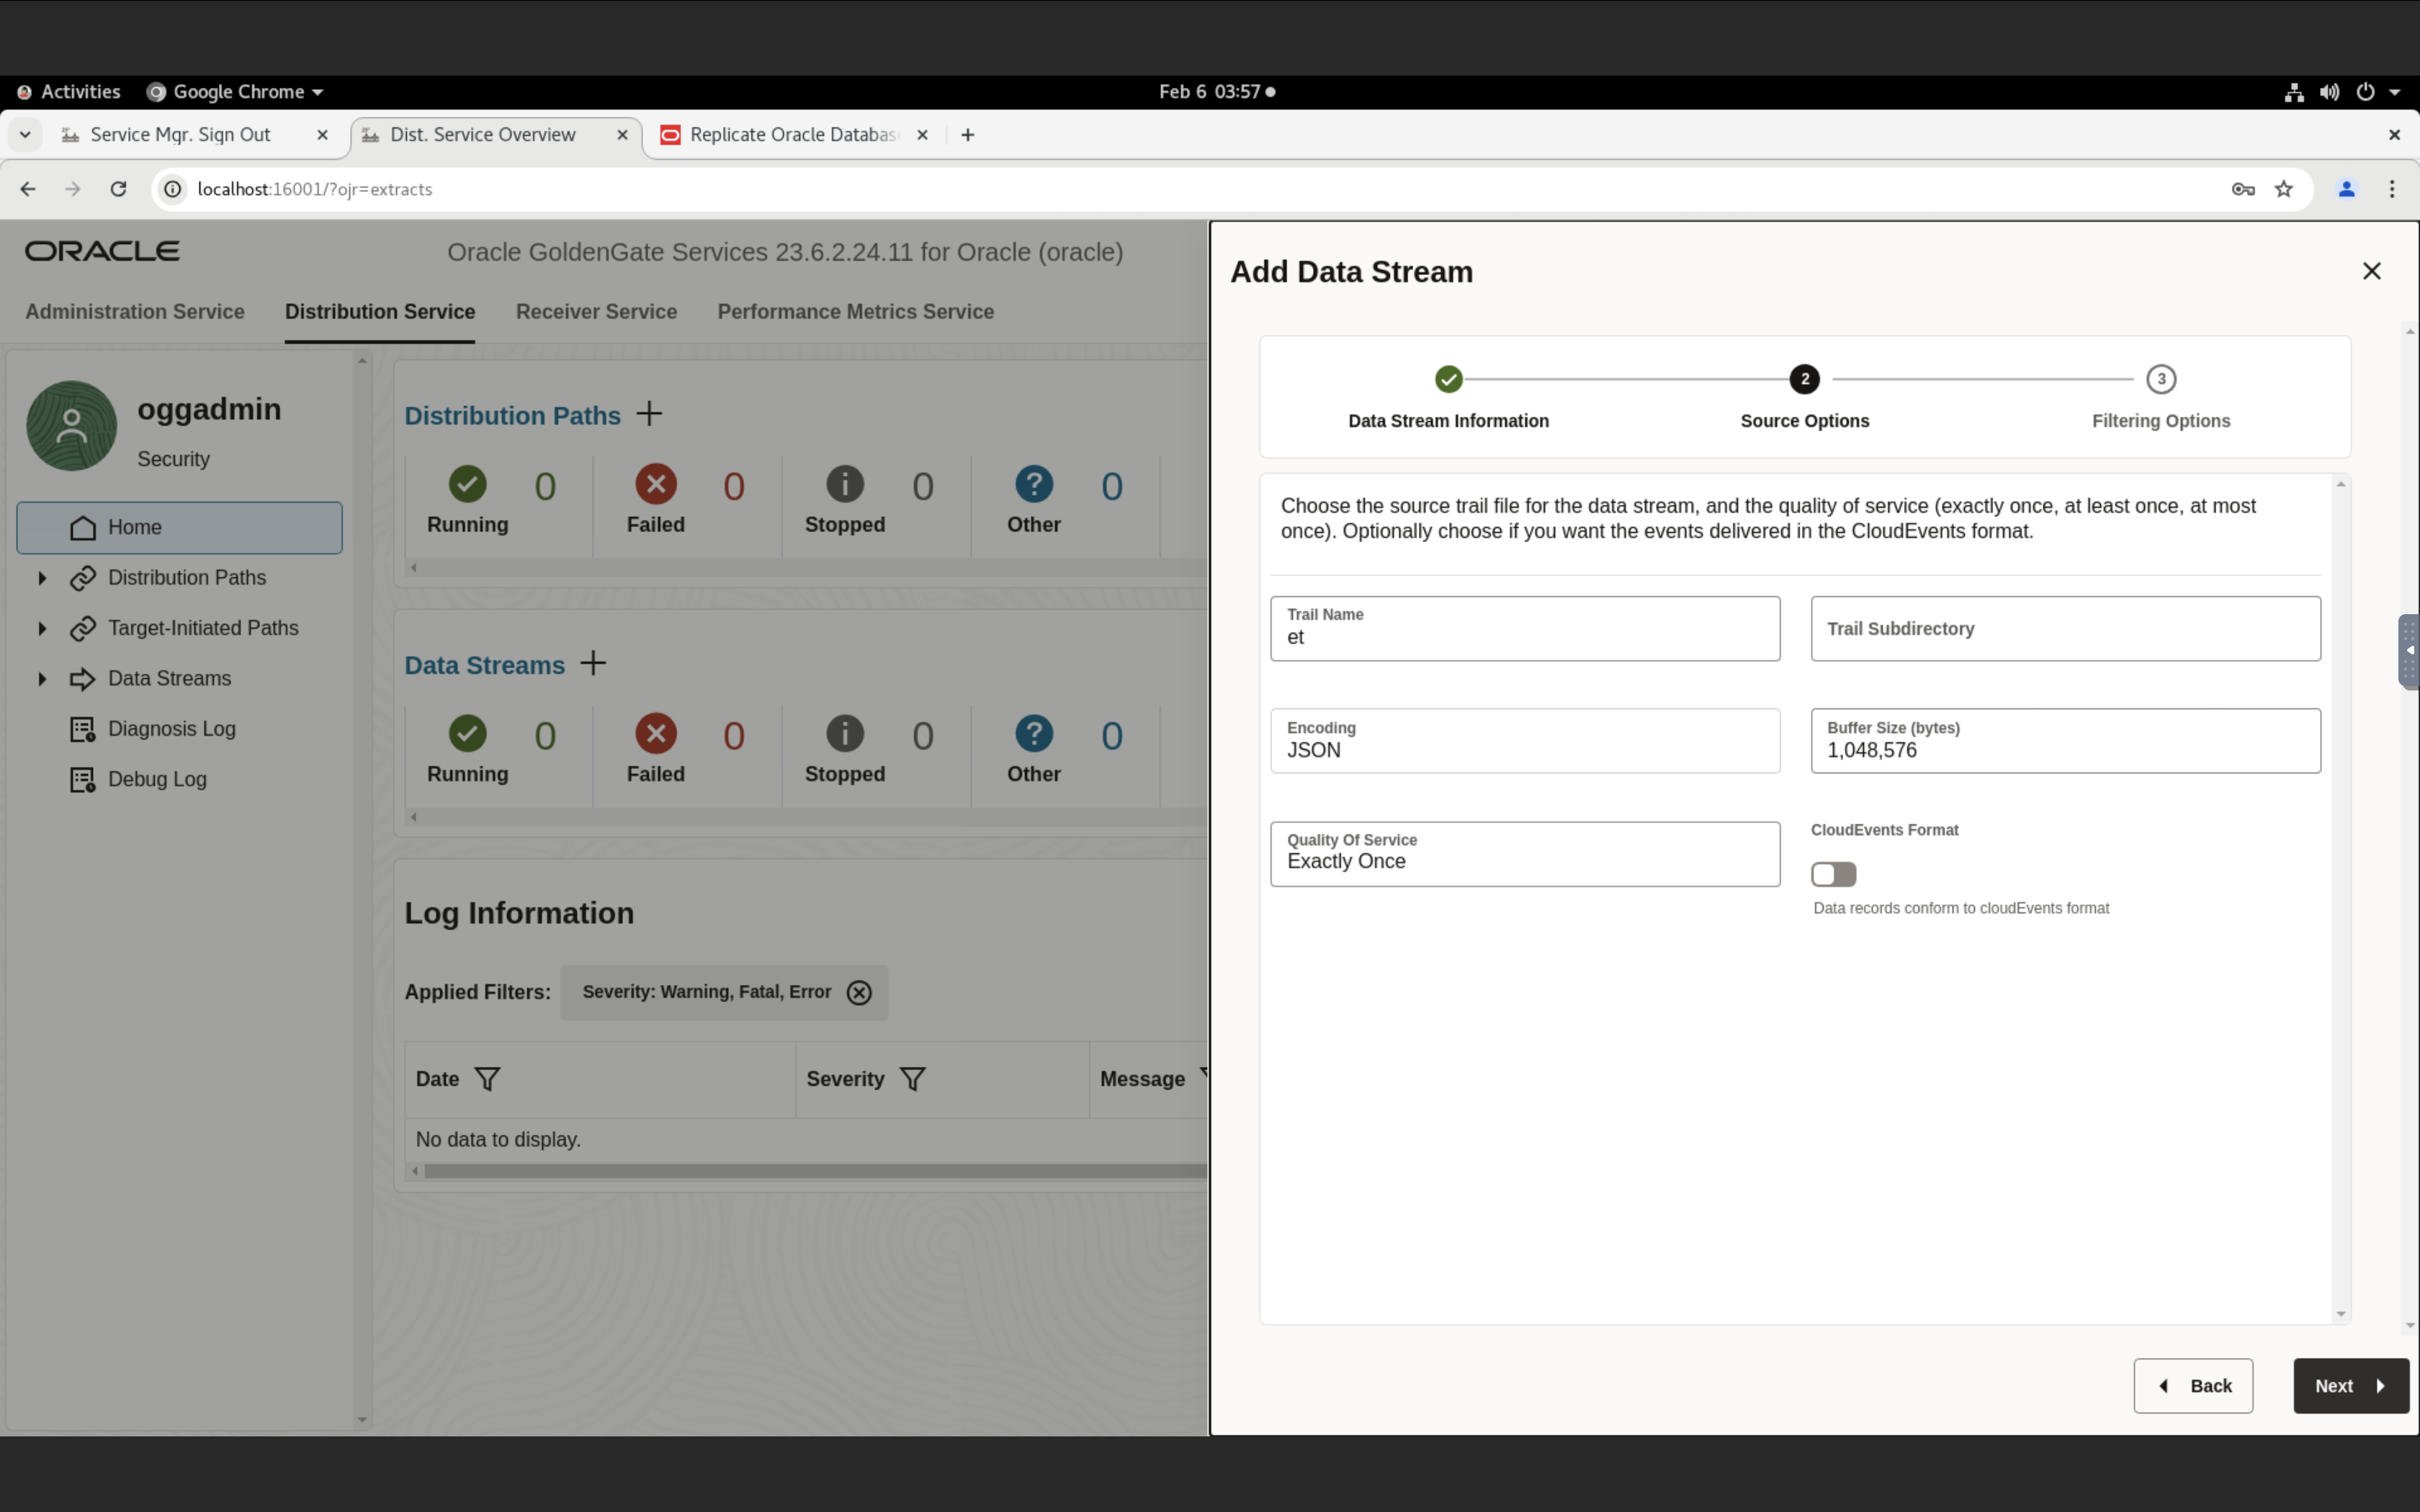 Activities Google Chrome Feb 6 03:57
Service Mgr. Sign Out Dist. Service Overview Replicate Oracle Databas
localhost:16001/?ojr=extracts
ORACLE Oracle GoldenGate Services 23.6.2.24.11 for Oracle (oracle)
Administration Service Distribution Service Receiver Service Performance Metrics Service
oggadmin
Security
Home
Distribution Paths
Target-Initiated Paths
Data Streams
Diagnosis Log
Debug Log
Distribution Paths
0 0 0 0
Running Failed Stopped Other
Data Streams
0 0 0 0
Running Failed Stopped Other
Log Information
Applied Filters: Severity: Warning, Fatal, Error
Date Severity Message
No data to display.
Add Data Stream
2 3
Data Stream Information Source Options Filtering Options
Choose the source trail file for the data stream, and the quality of service (exactly once, at least once, at most
once). Optionally choose if you want the events delivered in the CloudEvents format.
Trail Name
et
Trail Subdirectory
Encoding
JSON
Buffer Size (bytes)
1,048,576
Quality Of Service
Exactly Once
CloudEvents Format
Data records conform to cloudEvents format
Back Next